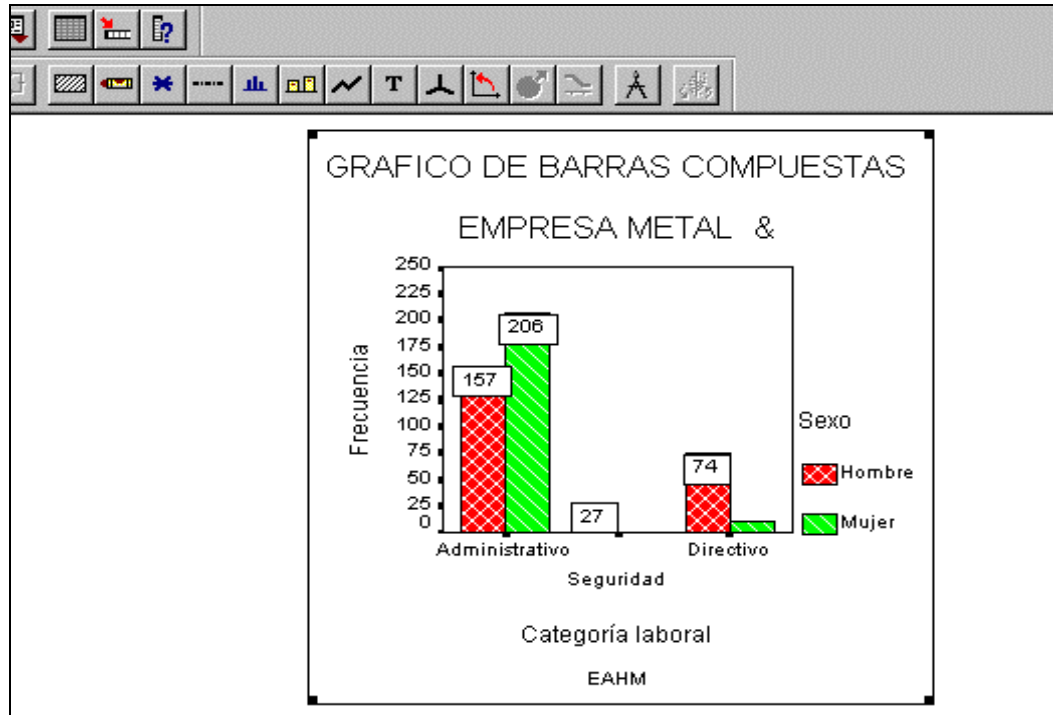 T
GRAFICO DE BARRAS COMPUESTAS
EMPRESA METAL &
250
225
200
175
150
125
100
75
50
25
0
Frecuencia
206
157
27
74
Administrativo
Directivo
Seguridad
Categoría laboral
EAHM
Sexo
Hombre
Mujer